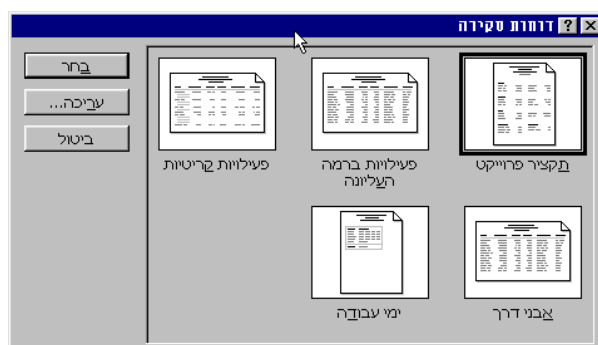 דוחות סקירה
תקציר פרוייקט
פעילויות ברמה
העליונה
פעילויות קריטיות
אבני דרך
ימי עבודה
בחר
עריכה...
ביטול